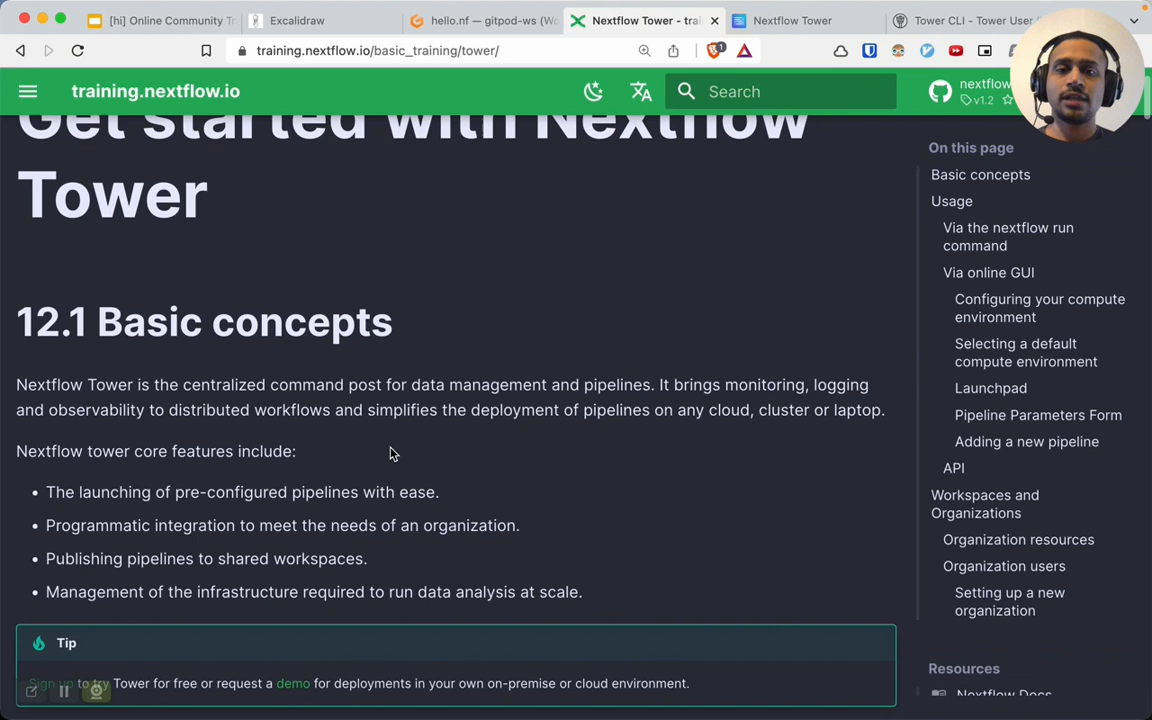 [hi] Online Community Tr
Excalidraw
hello.nf — gitpod-ws (Wo
Nextflow Tower - trai
Nextflow Tower
Tower CLI - Tower User
training.nextflow.io/basic_training/tower/
1
training.nextflow.io
Search
nextflow
v1.2
Get started with Nextflow
Tower
12.1 Basic concepts
Nextflow Tower is the centralized command post for data management and pipelines. It brings monitoring, logging
and observability to distributed workflows and simplifies the deployment of pipelines on any cloud, cluster or laptop.
Nextflow tower core features include:
• The launching of pre-configured pipelines with ease.
• Programmatic integration to meet the needs of an organization.
• Publishing pipelines to shared workspaces.
• Management of the infrastructure required to run data analysis at scale.
Tip
Sign up to try Tower for free or request a demo for deployments in your own on-premise or cloud environment.
On this page
Basic concepts
Usage
Via the nextflow run
command
Via online GUI
Configuring your compute
environment
Selecting a default
compute environment
Launchpad
Pipeline Parameters Form
Adding a new pipeline
API
Workspaces and
Organizations
Organization resources
Organization users
Setting up a new
organization
Resources
Nextflow Docs